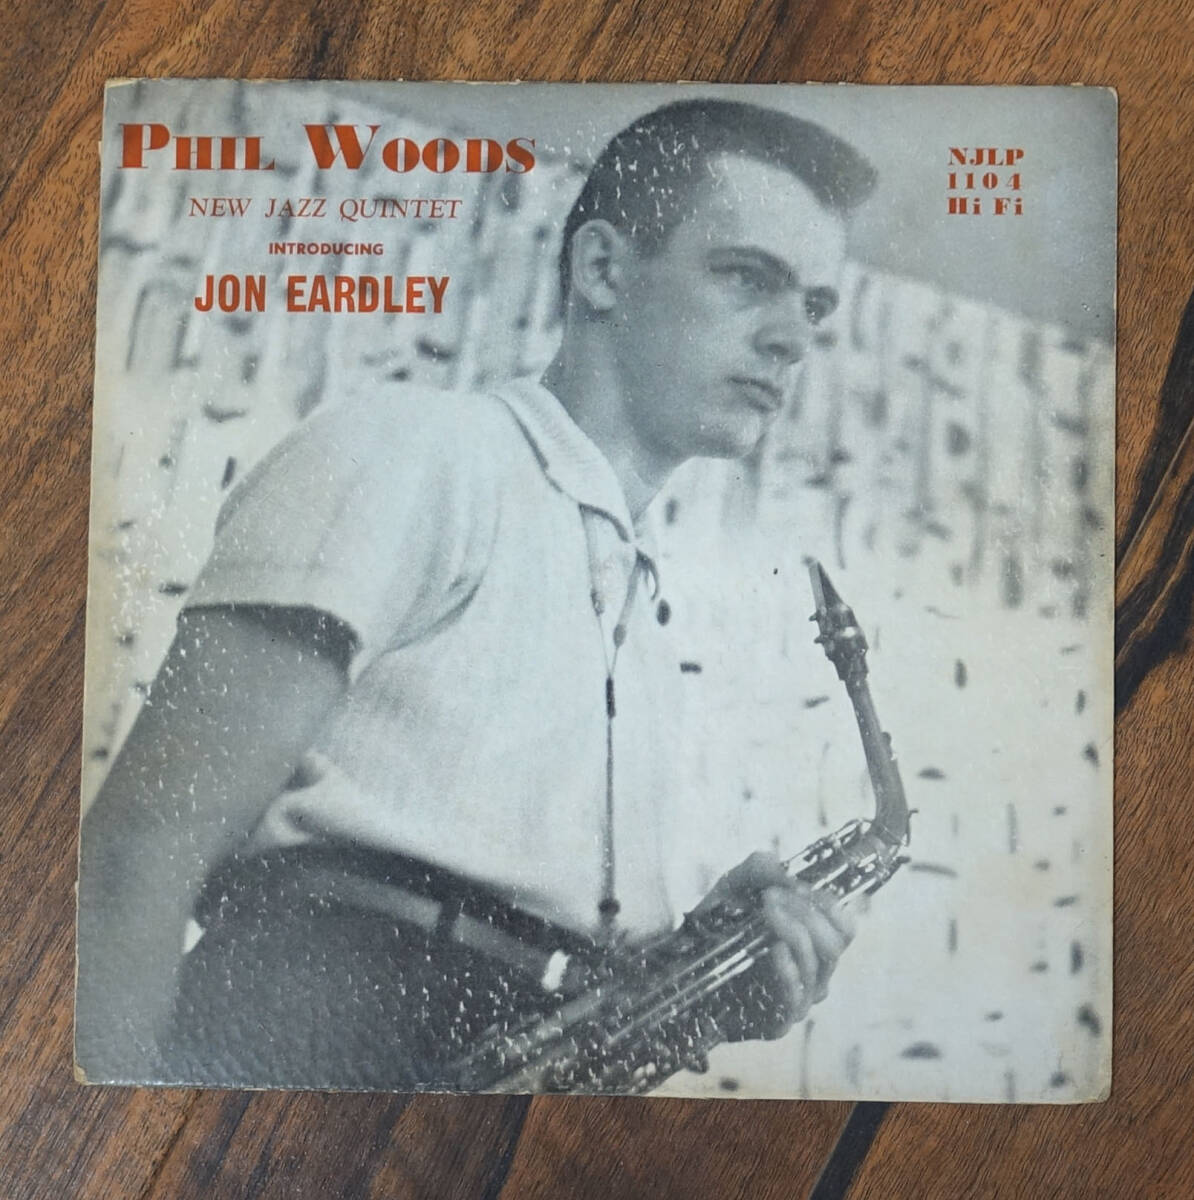 PHIL WOODS
NEW JAZZ QUINTET
INTRODUCING
JON EARDLEY
NJLP
1104
Hi Fi